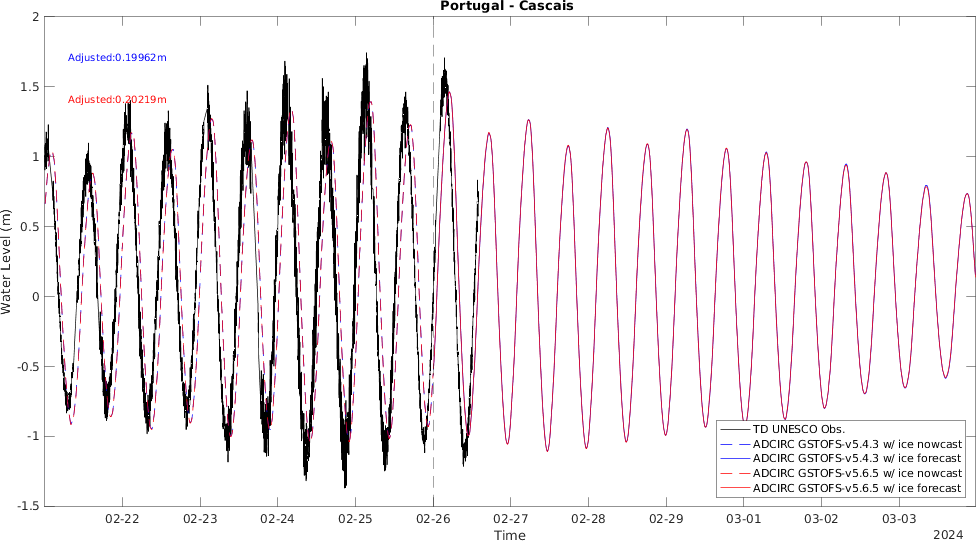 Portugal - Cascais
2
Adjusted:0.19962m
1.5
Adjusted:0.20219m
1
0.5
Water Level (m)
0
-0.5
-1
-1.5
TD UNESCO Obs.
ADCIRC GSTOFS-v5.4.3 w/ ice nowcast
ADCIRC GSTOFS-v5.4.3 w/ ice forecast
ADCIRC GSTOFS-v5.6.5 w/ ice nowcast
ADCIRC GSTOFS-v5.6.5 w/ ice forecast
02-22 02-23 02-24 02-25 02-26 02-27 02-28 02-29 03-01 03-02 03-03
Time
2024